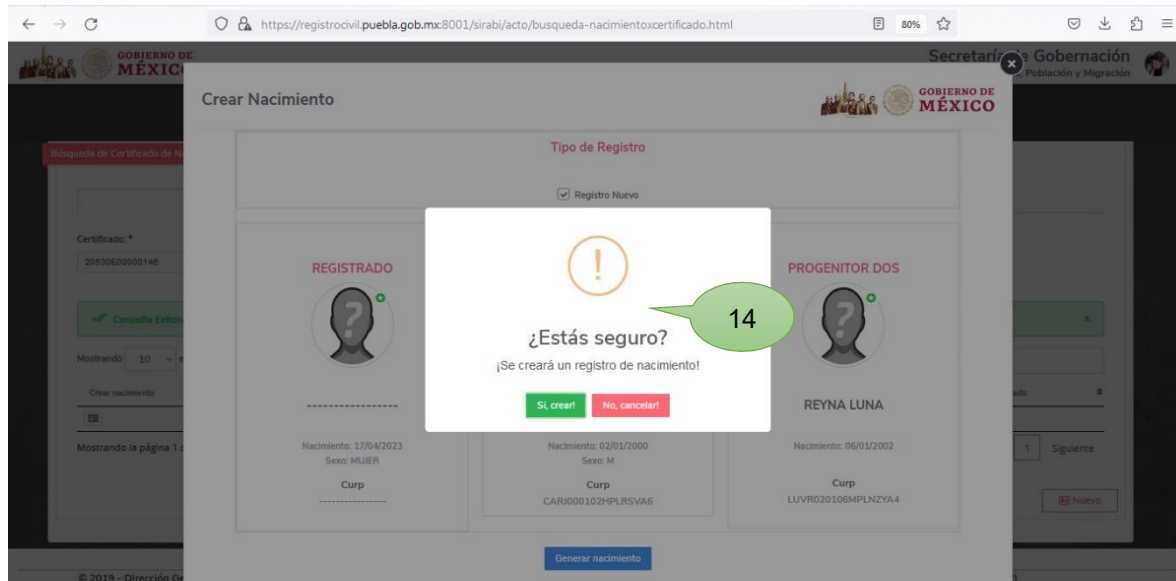 https://registrocivil.puebla.gob.mx:8001/sirabi/acto/busqueda-nacimientoxcertificado.html
80%
GOBIERNO DE
MÉXICO
Secretaría de Gobernación
Población y Migración
Crear Nacimiento
GOBIERNO DE
MÉXICO
Búsqueda de Certificado de
Tipo de Registro
Registro Nuevo
Certificado: *
Consulta Exitosa
x
Mostrando 10
Crear nacimiento
Mostrando la página 1
1 Siguiente
Nuevo
REGISTRADO
----------------
Nacimiento: 17/04/2023
Sexo: MUJER
Curp
----------------
Nacimiento: 02/01/2000
Sexo: M
Curp
CARJ000102HPLRSVA6
PROGENITOR DOS
REYNA LUNA
Nacimiento: 06/01/2002
Curp
LUVR020106MPLNZYA4
!
¿Estás seguro?
¡Se creará un registro de nacimiento!
Si, crear!
No, cancelar!
14
Generar nacimiento
© 2019 - Dirección